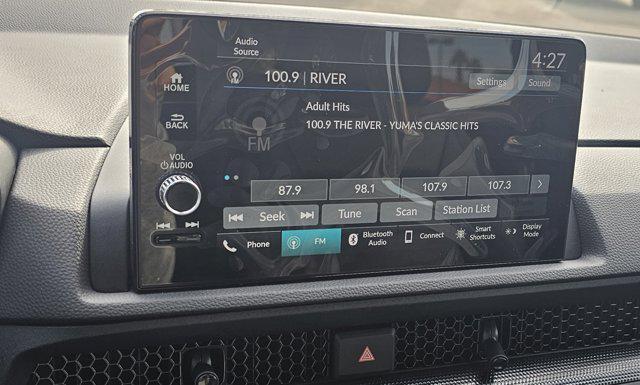 Audio
Source
4:27
HOME
100.9 | RIVER
Settings
Sound
Adult Hits
BACK
100.9 THE RIVER - YUMA'S CLASSIC HITS
FM
VOL
AUDIO
87.9
98.1
107.9
107.3
Seek
Tune
Scan
Station List
Phone
FM
Bluetooth
Audio
Connect
Smart
Shortcuts
Display
Mode